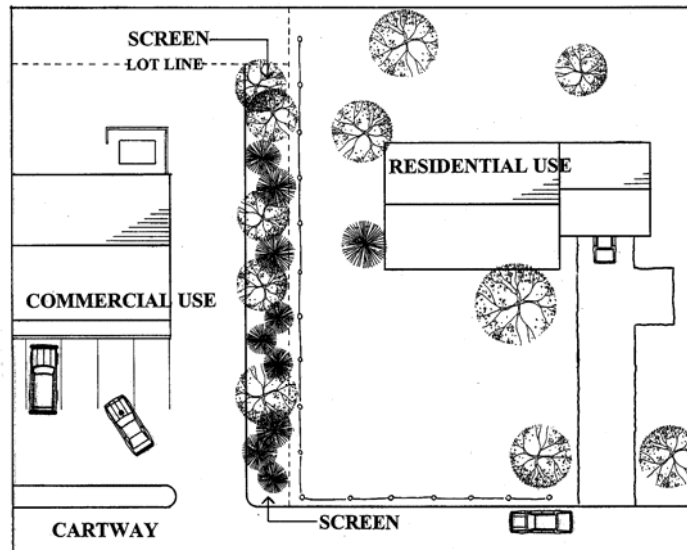 SCREEN
LOT LINE
RESIDENTIAL USE
COMMERCIAL USE
SCREEN
CARTWAY